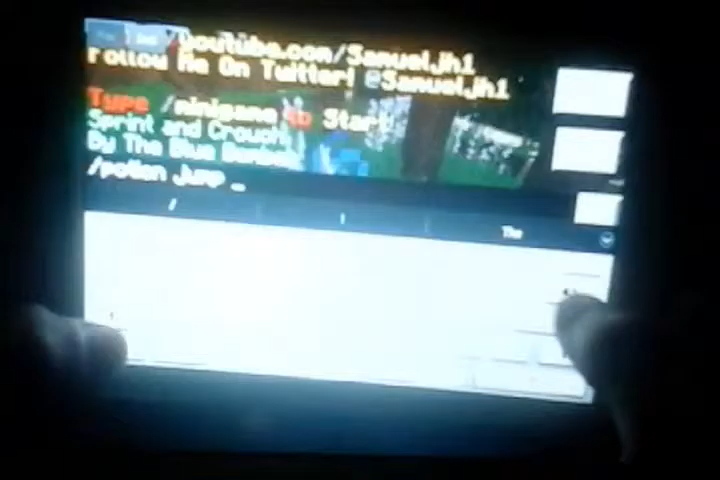 /youtube.com/Samueljh1
Follow Me On Twitter! @Samueljh1
Type /minigame to Start
Sprint and Crouch
By The Blue
/potion jump _
/
The